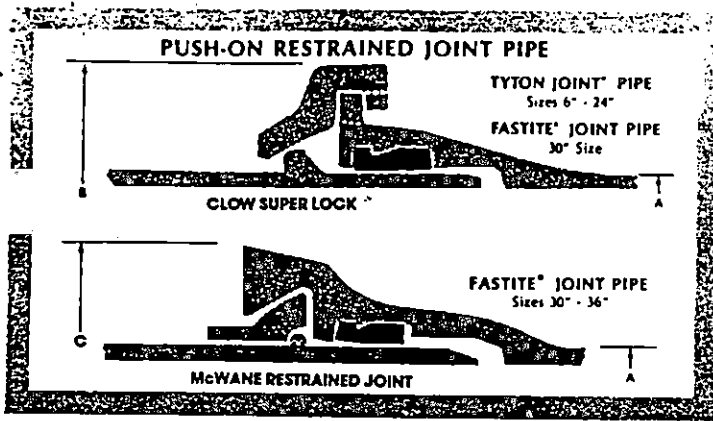 PUSH-ON RESTRAINED JOINT PIPE
TYTON JOINT® PIPE
Sizes 6" - 24"
FASTITE® JOINT PIPE
30" Size
B
A
CLOW SUPER LOCK
FASTITE® JOINT PIPE
Sizes 30" - 36"
C
A
McWANE RESTRAINED JOINT